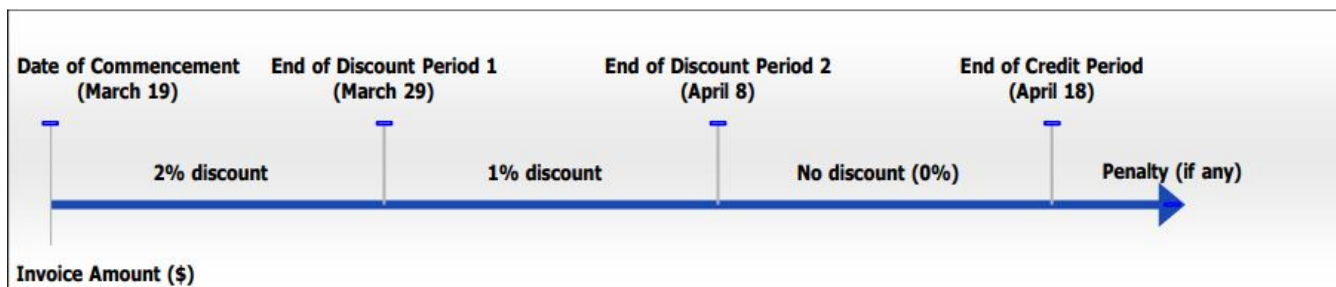 Date of Commencement
(March 19)
End of Discount Period 1
(March 29)
End of Discount Period 2
(April 8)
End of Credit Period
(April 18)
2% discount
1% discount
No discount (0%)
Penalty (if any)
Invoice Amount ($)